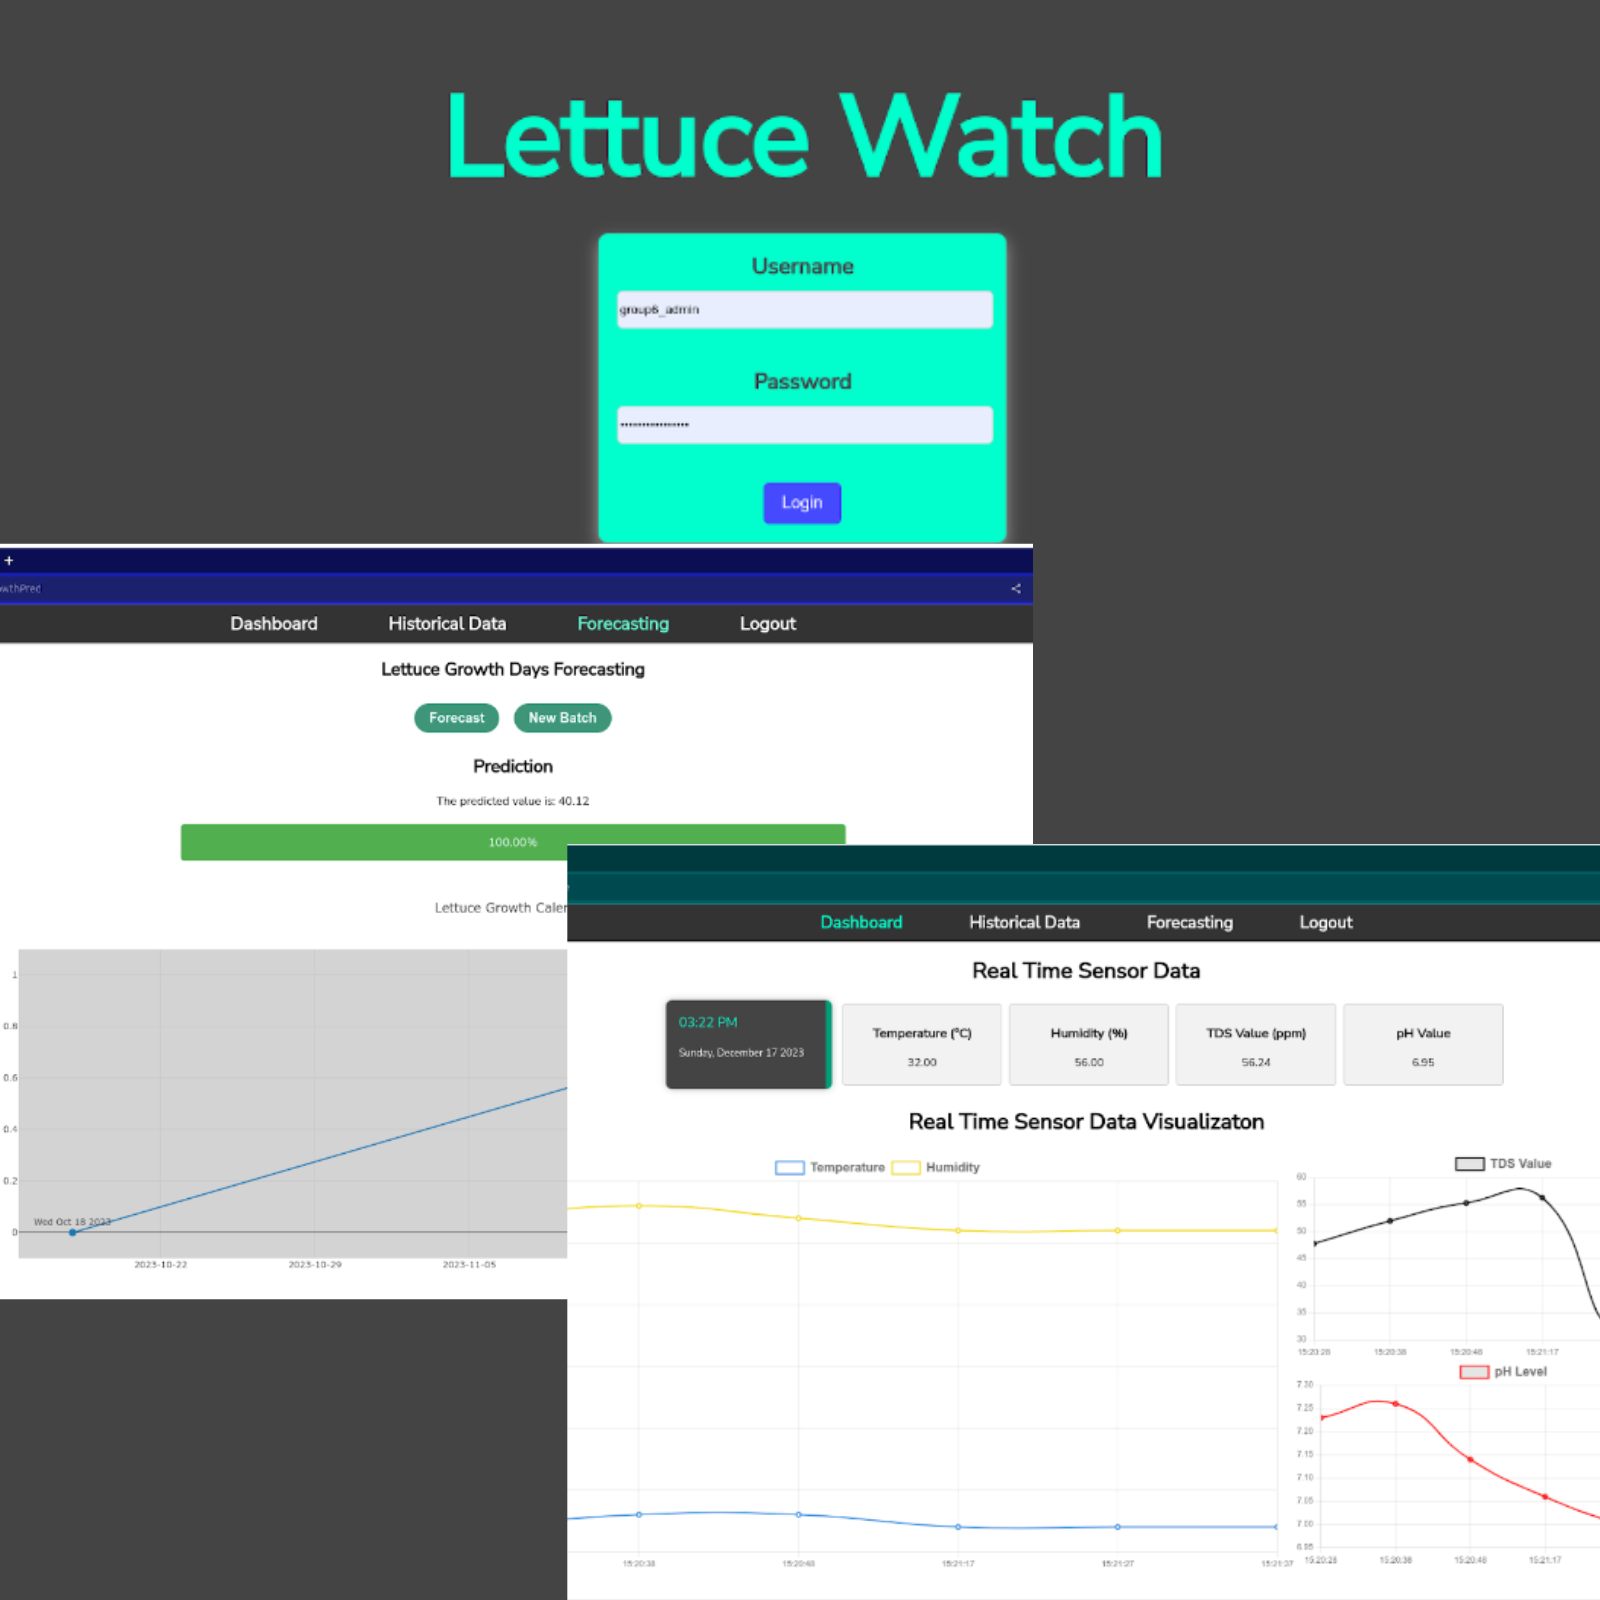 Lettuce Watch
Username
group6_admin
Password
Login
+
owthPred
Dashboard Historical Data Forecasting Logout
Lettuce Growth Days Forecasting
Forecast New Batch
Prediction
The predicted value is: 40.12
100.00%
Lettuce Growth Caler
1
0.8
0.6
0.4
0.2
0
Wed Oct 18 2023
2023-10-22 2023-10-29 2023-11-05
Dashboard Historical Data Forecasting Logout
Real Time Sensor Data
03:22 PM
Sunday, December 17 2023
Temperature (°C)
32.00
Humidity (%)
56.00
TDS Value (ppm)
56.24
pH Value
6.95
Real Time Sensor Data Visualizaton
Temperature Humidity
15:20:38 15:20:48 15:21:17 15:21:27 15:21:37
TDS Value
60
55
50
45
40
35
30
15:20:28 15:20:38 15:20:48 15:21:17
pH Level
7.30
7.25
7.20
7.15
7.10
7.05
7.00
6.95
15:20:28 15:20:38 15:20:48 15:21:17